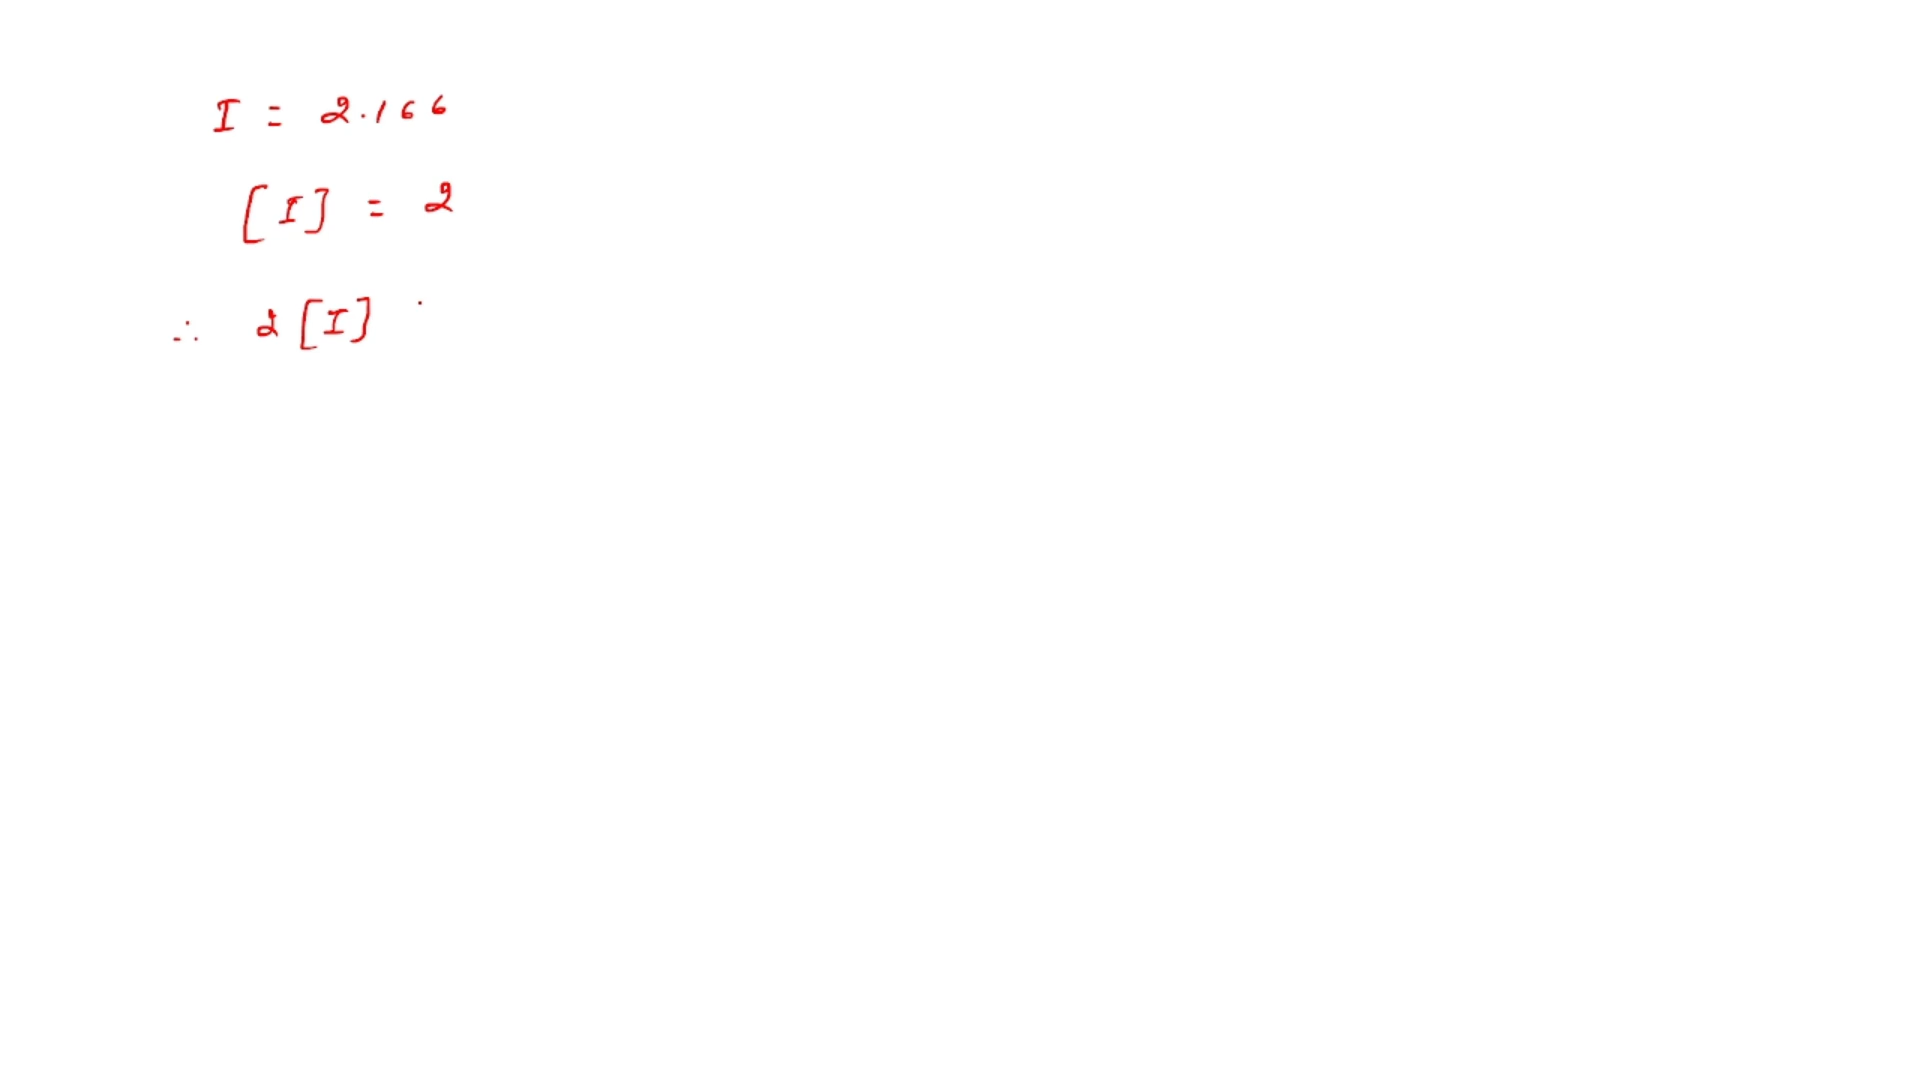 I = 2.166
[I] = 2
∴ 2[I]